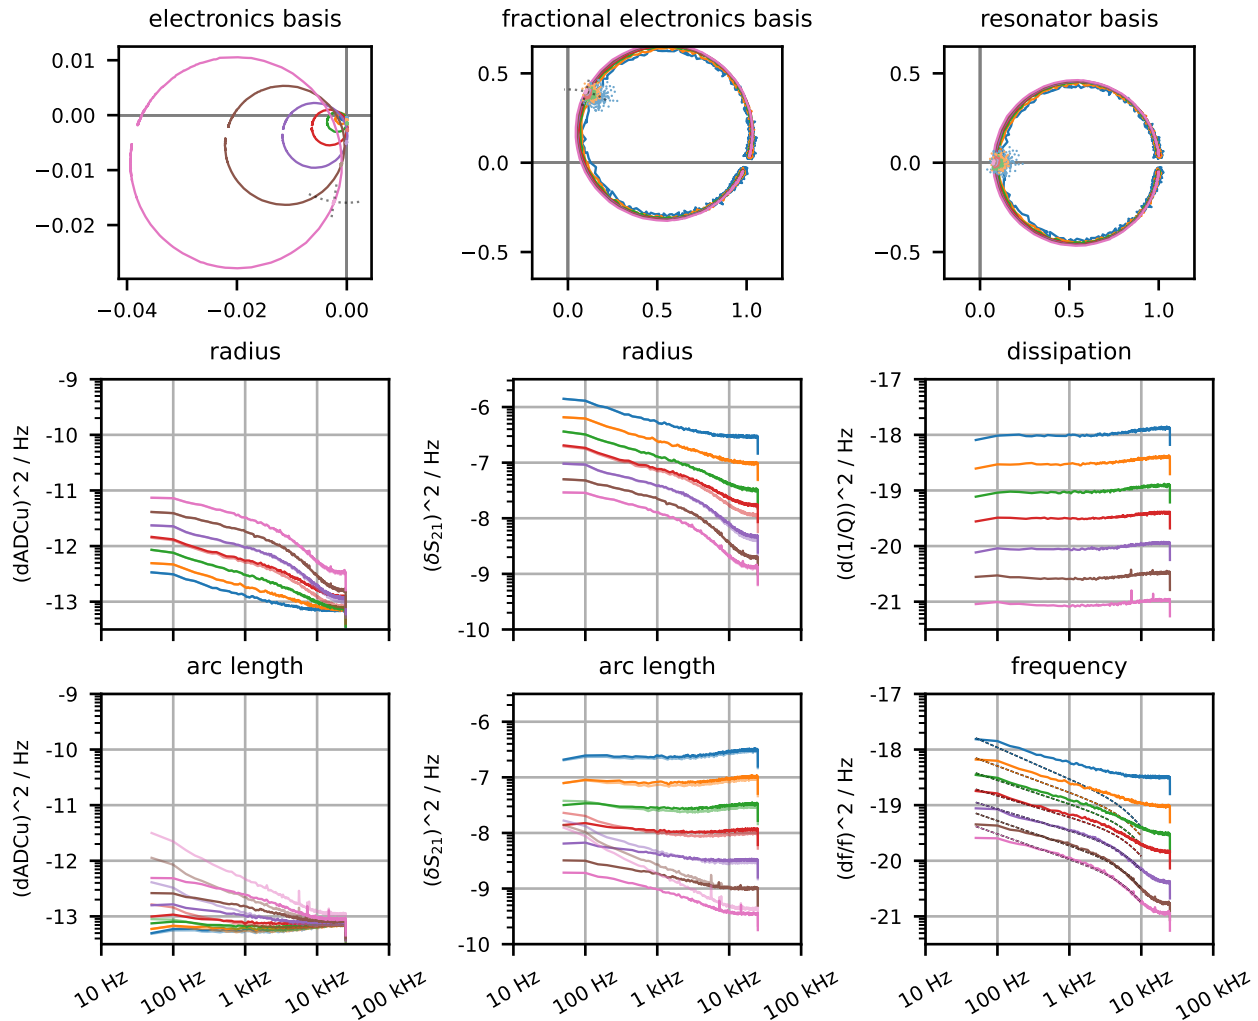 electronics basis
fractional electronics basis
resonator basis
0.01
0.00
−0.01
−0.02
−0.04
−0.02
0.00
0.5
0.0
−0.5
0.0
0.5
1.0
0.5
0.0
−0.5
0.0
0.5
1.0
radius
radius
dissipation
(dADCu)^2 / Hz
-9
-10
-11
-12
-13
(δS21)^2 / Hz
-6
-7
-8
-9
-10
(d(1/Q))^2 / Hz
-17
-18
-19
-20
-21
arc length
arc length
frequency
(dADCu)^2 / Hz
-9
-10
-11
-12
-13
(δS21)^2 / Hz
-6
-7
-8
-9
-10
(df/f)^2 / Hz
-17
-18
-19
-20
-21
10 Hz
100 Hz
1 kHz
10 kHz
100 kHz
10 Hz
100 Hz
1 kHz
10 kHz
100 kHz
10 Hz
100 Hz
1 kHz
10 kHz
100 kHz